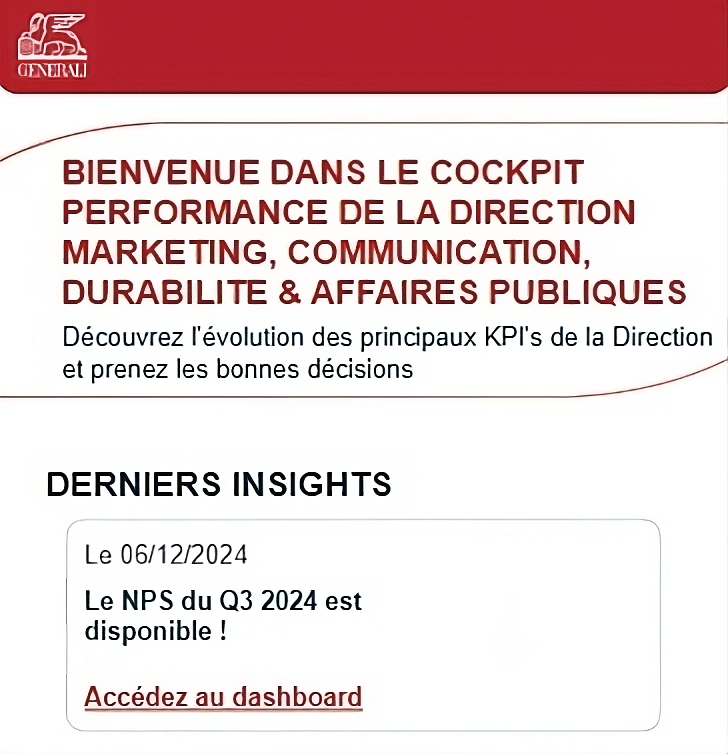 GENERALI
BIENVENUE DANS LE COCKPIT
PERFORMANCE DE LA DIRECTION
MARKETING, COMMUNICATION,
DURABILITE & AFFAIRES PUBLIQUES
Découvrez l'évolution des principaux KPI's de la Direction
et prenez les bonnes décisions
DERNIERS INSIGHTS
Le 06/12/2024
Le NPS du Q3 2024 est
disponible !
Accédez au dashboard